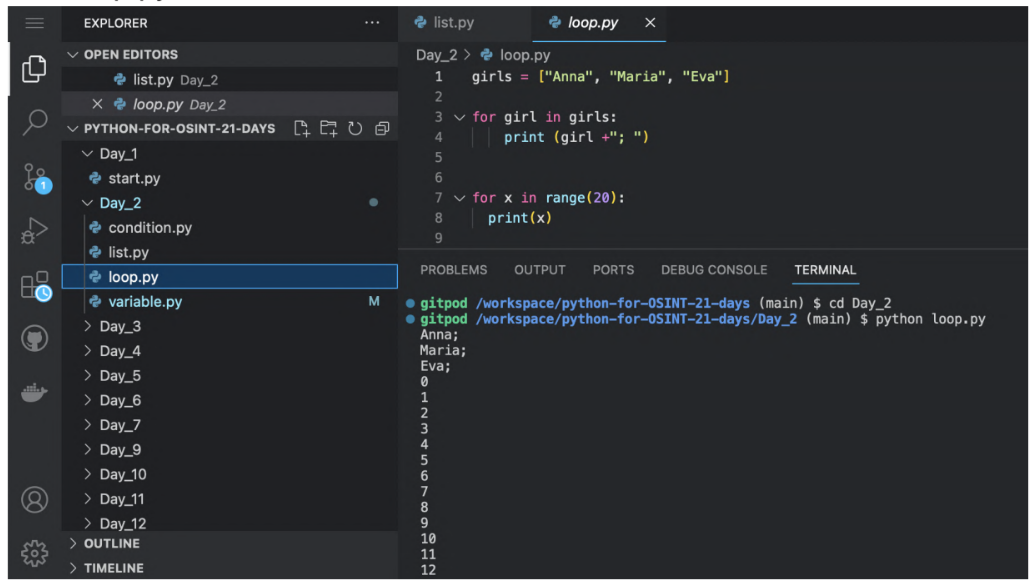 EXPLORER
OPEN EDITORS
list.py Day_2
loop.py Day_2
PYTHON-FOR-OSINT-21-DAYS
Day_1
start.py
Day_2
condition.py
list.py
loop.py
variable.py M
Day_3
Day_4
Day_5
Day_6
Day_7
Day_9
Day_10
Day_11
Day_12
OUTLINE
TIMELINE
1
list.py loop.py
Day_2 > loop.py
1 girls = ["Anna", "Maria", "Eva"]
2
3 for girl in girls:
4 print (girl +"; ")
5
6
7 for x in range(20):
8 print(x)
9
PROBLEMS OUTPUT PORTS DEBUG CONSOLE TERMINAL
gitpod /workspace/python-for-OSINT-21-days (main) $ cd Day_2
gitpod /workspace/python-for-OSINT-21-days/Day_2 (main) $ python loop.py
Anna;
Maria;
Eva;
0
1
2
3
4
5
6
7
8
9
10
11
12